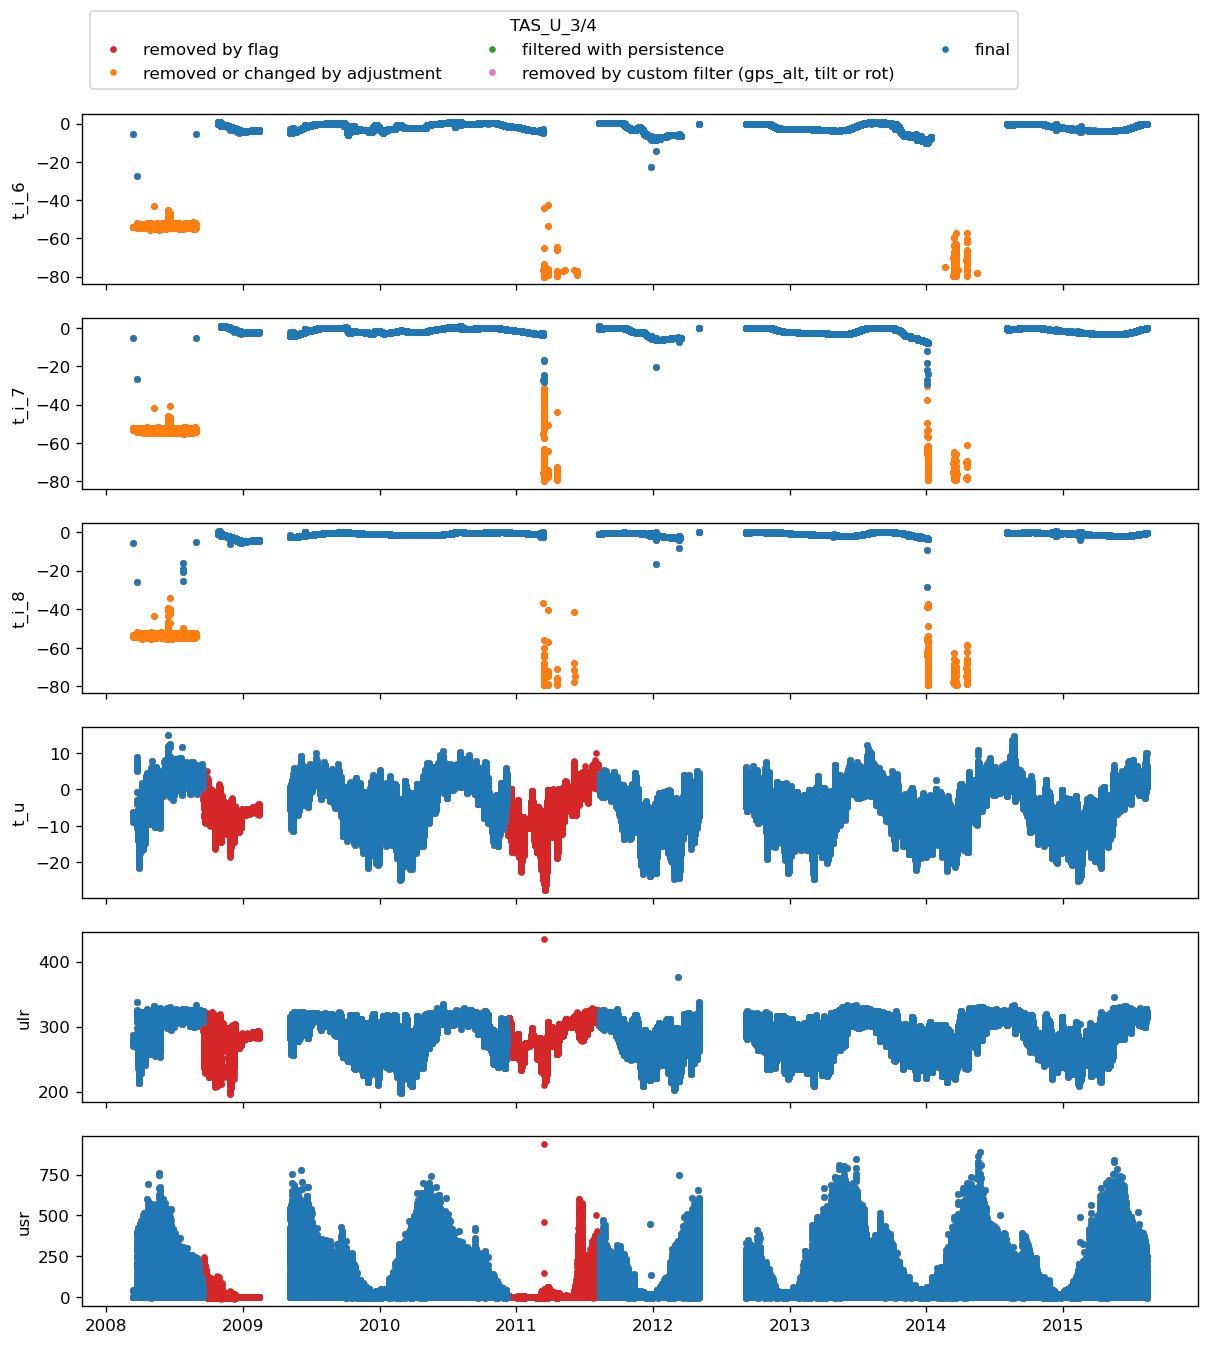 TAS_U_3/4
removed by flag
filtered with persistence
final
removed or changed by adjustment
removed by custom filter (gps_alt, tilt or rot)
0
−20
−40
−60
−80
t_i_6
0
−20
−40
−60
−80
t_i_7
0
−20
−40
−60
−80
t_i_8
10
0
−10
−20
t_u
400
300
200
ulr
750
500
250
0
usr
2008 2009 2010 2011 2012 2013 2014 2015